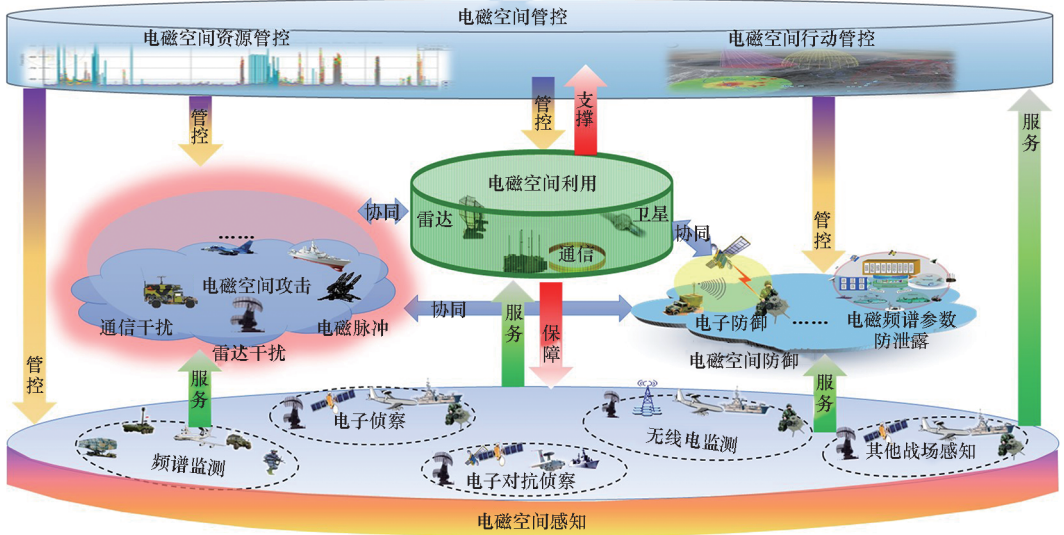 电磁空间管控
电磁空间资源管控
电磁空间行动管控
管控
管控
支撑
服务
电磁空间利用
雷达
卫星
通信
协同
协同
管控
……
电磁空间攻击
通信干扰
电磁脉冲
雷达干扰
协同
电子防御
……
电磁频谱参数
防泄露
电磁空间防御
服务
保障
管控
服务
服务
电子侦察
无线电监测
频谱监测
电子对抗侦察
其他战场感知
电磁空间感知